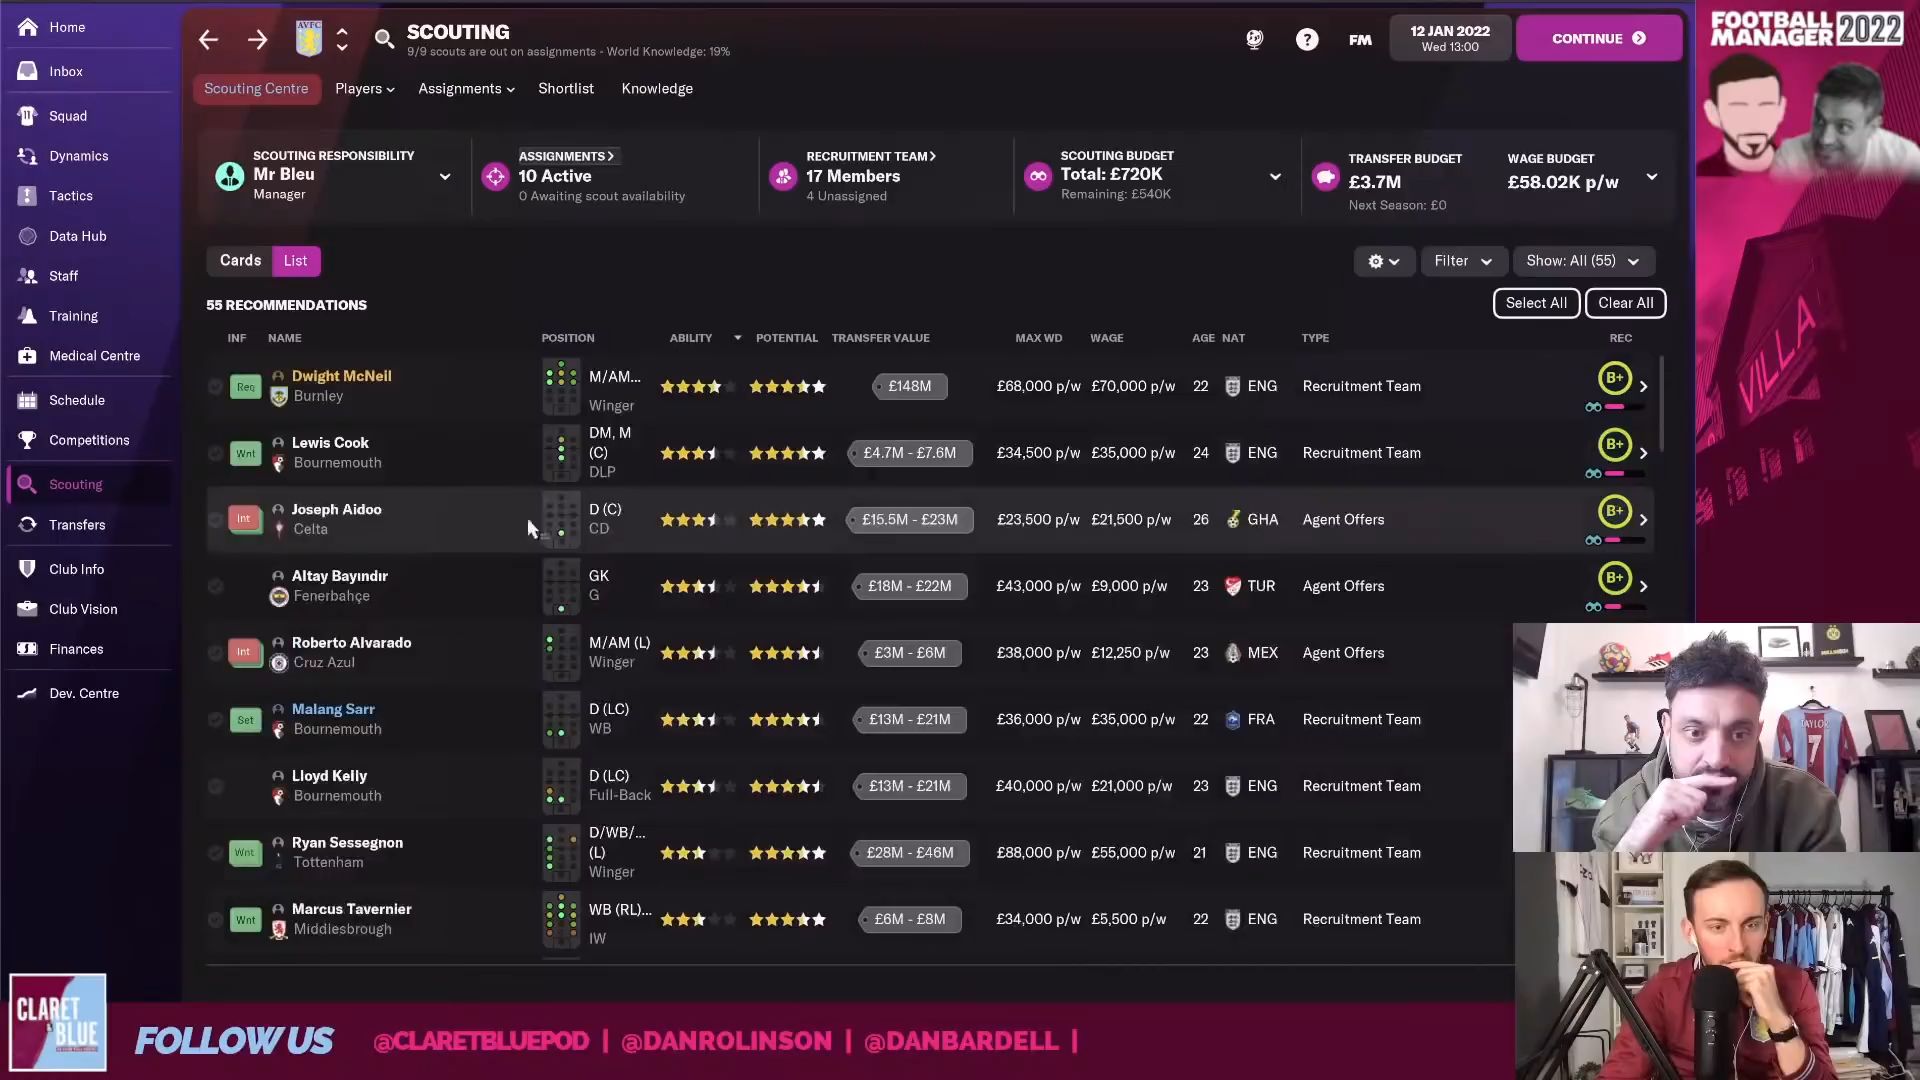 Home
Inbox
Squad
Dynamics
Tactics
Data Hub
Staff
Training
Medical Centre
Schedule
Competitions
Scouting
Transfers
Club Info
Club Vision
Finances
Dev. Centre
AVFC
SCOUTING
9/9 scouts are out on assignments - World Knowledge: 19%
FM
12 JAN 2022
Wed 13:00
CONTINUE
FOOTBALL
MANAGER 2022
Scouting Centre Players Assignments Shortlist Knowledge
SCOUTING RESPONSIBILITY
Mr Bleu
Manager
ASSIGNMENTS
10 Active
0 Awaiting scout availability
RECRUITMENT TEAM
17 Members
4 Unassigned
SCOUTING BUDGET
Total: £720K
Remaining: £540K
TRANSFER BUDGET
£3.7M
Next Season: £0
WAGE BUDGET
£58.02K p/w
Cards List
Filter
Show: All (55)
55 RECOMMENDATIONS
Select All Clear All
INF NAME POSITION ABILITY POTENTIAL TRANSFER VALUE MAX WD WAGE AGE NAT TYPE REC
Req Dwight McNeil Burnley M/AM... Winger £148M £68,000 p/w £70,000 p/w 22 ENG Recruitment Team B+
Wnt Lewis Cook Bournemouth DM, M (C) DLP £4.7M - £7.6M £34,500 p/w £35,000 p/w 24 ENG Recruitment Team B+
Int Joseph Aidoo Celta D (C) CD £15.5M - £23M £23,500 p/w £21,500 p/w 26 GHA Agent Offers B+
Altay Bayındır Fenerbahçe GK G £18M - £22M £43,000 p/w £9,000 p/w 23 TUR Agent Offers B+
Int Roberto Alvarado Cruz Azul M/AM (L) Winger £3M - £6M £38,000 p/w £12,250 p/w 23 MEX Agent Offers
Set Malang Sarr Bournemouth D (LC) WB £13M - £21M £36,000 p/w £35,000 p/w 22 FRA Recruitment Team
Lloyd Kelly Bournemouth D (LC) Full-Back £13M - £21M £40,000 p/w £21,000 p/w 23 ENG Recruitment Team
Wnt Ryan Sessegnon Tottenham D/WB/... (L) Winger £28M - £46M £88,000 p/w £55,000 p/w 21 ENG Recruitment Team
Wnt Marcus Tavernier Middlesbrough WB (RL)... IW £6M - £8M £34,000 p/w £5,500 p/w 22 ENG Recruitment Team
VILLA
TAYLOR
7
CLARET
& BLUE
FOLLOW US
@CLARETBLUEPOD | @DANROLINSON | @DANBARDELL |